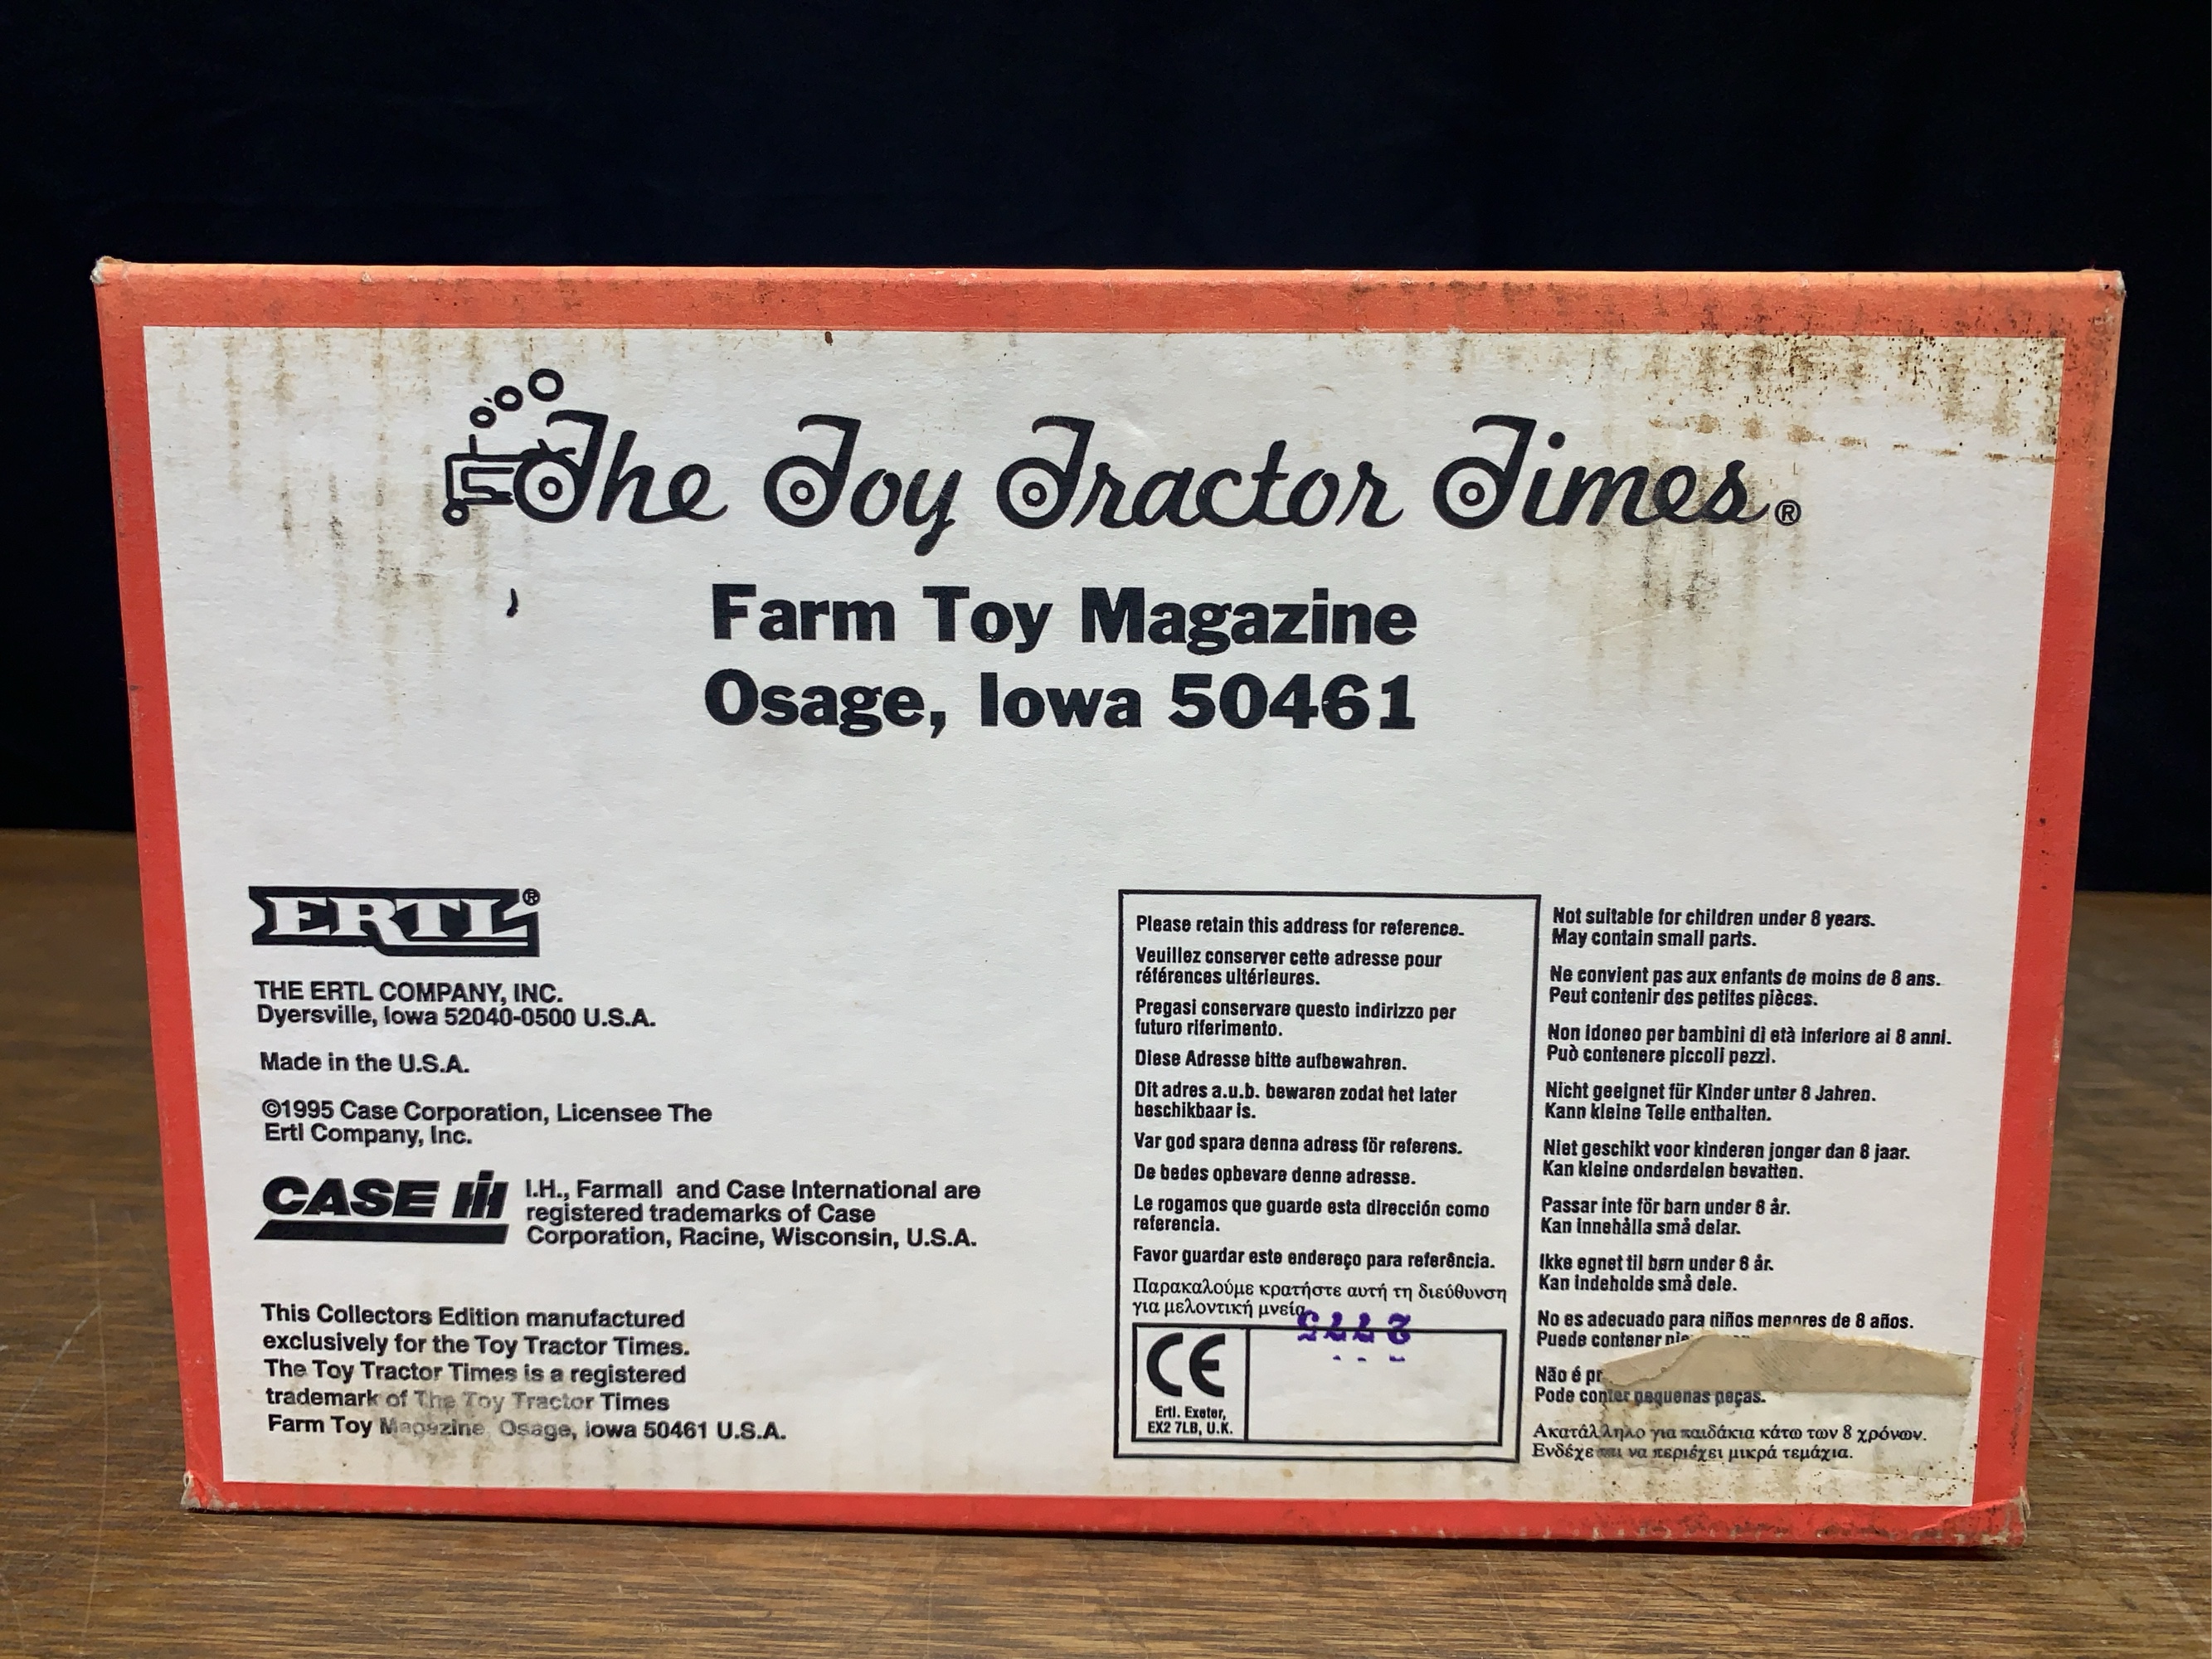 The Toy Tractor Times®
Farm Toy Magazine
Osage, Iowa 50461
ERTL®
THE ERTL COMPANY, INC.
Dyersville, Iowa 52040-0500 U.S.A.
Made in the U.S.A.
©1995 Case Corporation, Licensee The
Ertl Company, Inc.
CASE IH
I.H., Farmall and Case International are
registered trademarks of Case
Corporation, Racine, Wisconsin, U.S.A.
This Collectors Edition manufactured
exclusively for the Toy Tractor Times.
The Toy Tractor Times is a registered
trademark of The Toy Tractor Times
Farm Toy Magazine, Osage, Iowa 50461 U.S.A.
Please retain this address for reference.
Veuillez conserver cette adresse pour
références ultérieures.
Pregasi conservare questo indirizzo per
futuro riferimento.
Diese Adresse bitte aufbewahren.
Dit adres a.u.b. bewaren zodat het later
beschikbaar is.
Var god spara denna adress för referens.
De bedes opbevare denne adresse.
Le rogamos que guarde esta dirección como
referencia.
Favor guardar este endereço para referência.
Παρακαλούμε κρατήστε αυτή τη διεύθυνση
για μελοντική μνεία
CE
Ertl. Exeter,
EX2 7LB, U.K.
Not suitable for children under 8 years.
May contain small parts.
Ne convient pas aux enfants de moins de 8 ans.
Peut contenir des petites pièces.
Non idoneo per bambini di età inferiore ai 8 anni.
Può contenere piccoli pezzi.
Nicht geeignet für Kinder unter 8 Jahren.
Kann kleine Teile enthalten.
Niet geschikt voor kinderen jonger dan 8 jaar.
Kan kleine onderdelen bevatten.
Passar inte för barn under 8 år.
Kan innehålla små delar.
Ikke egnet til børn under 8 år.
Kan indeholde små dele.
No es adecuado para niños menores de 8 años.
Puede contener
Não é
Pode conter pequenas peças.
Ακατάλληλο για παιδάκια κάτω των 8 χρόνων.
Ενδέχεται να περιέχει μικρά τεμάχια.